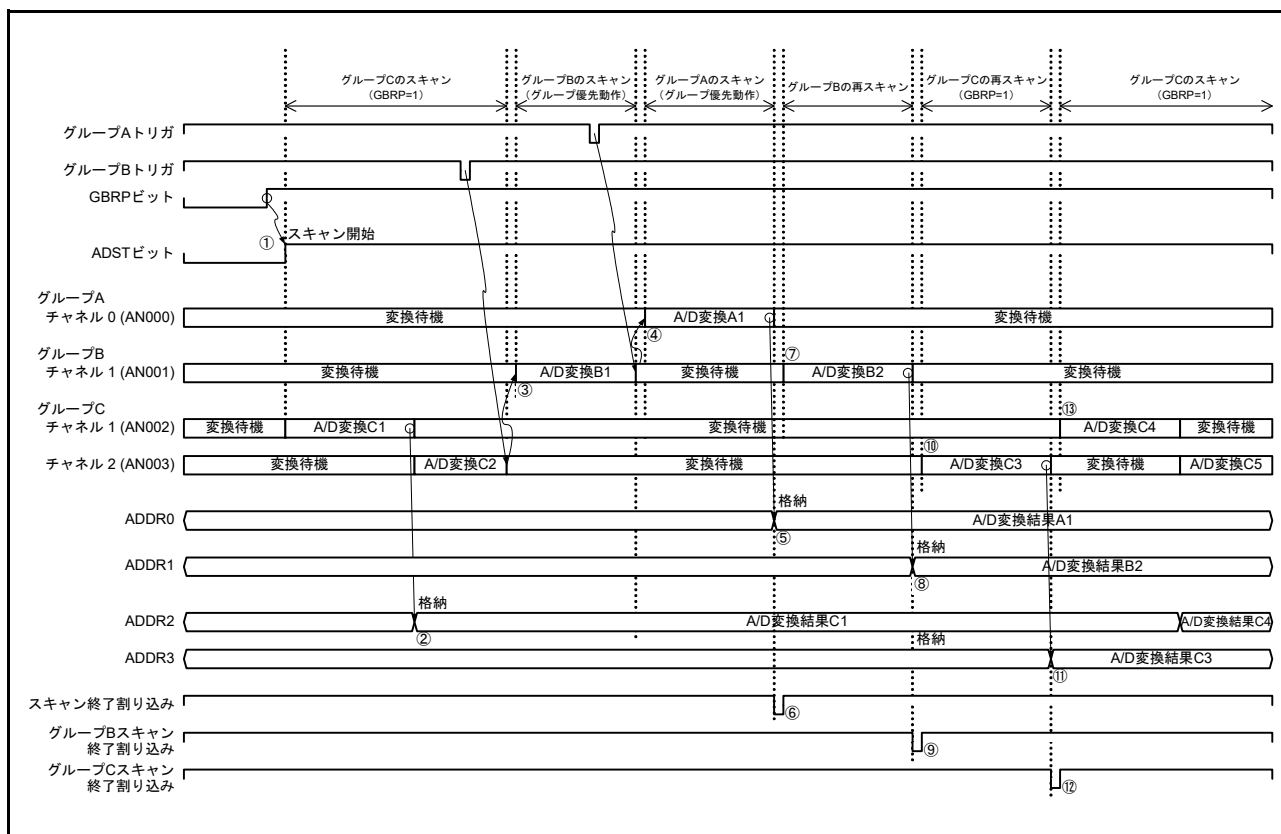 グループCのスキャン
（GBRP=1）
グループBのスキャン
（グループ優先動作）
グループAのスキャン
（グループ優先動作）
グループBの再スキャン
グループCの再スキャン
（GBRP=1）
グループCのスキャン
（GBRP=1）
グループAトリガ
グループBトリガ
GBRPビット
① スキャン開始
ADSTビット
グループA
チャネル 0 (AN000) 変換待機 A/D変換A1 変換待機
④
グループB ⑦
チャネル 1 (AN001) 変換待機 A/D変換B1 変換待機 A/D変換B2 変換待機
③
グループC ⑬
チャネル 1 (AN002) 変換待機 A/D変換C1 変換待機 A/D変換C4 変換待機
⑩
チャネル 2 (AN003) 変換待機 A/D変換C2 変換待機 A/D変換C3 変換待機 A/D変換C5
格納
ADDR0 A/D変換結果A1
⑤
格納
ADDR1 A/D変換結果B2
⑧
格納
ADDR2 A/D変換結果C1 A/D変換結果C4
②
格納
ADDR3 A/D変換結果C3
⑪
スキャン終了割り込み ⑥
グループBスキャン
終了割り込み ⑨
グループCスキャン
終了割り込み ⑫